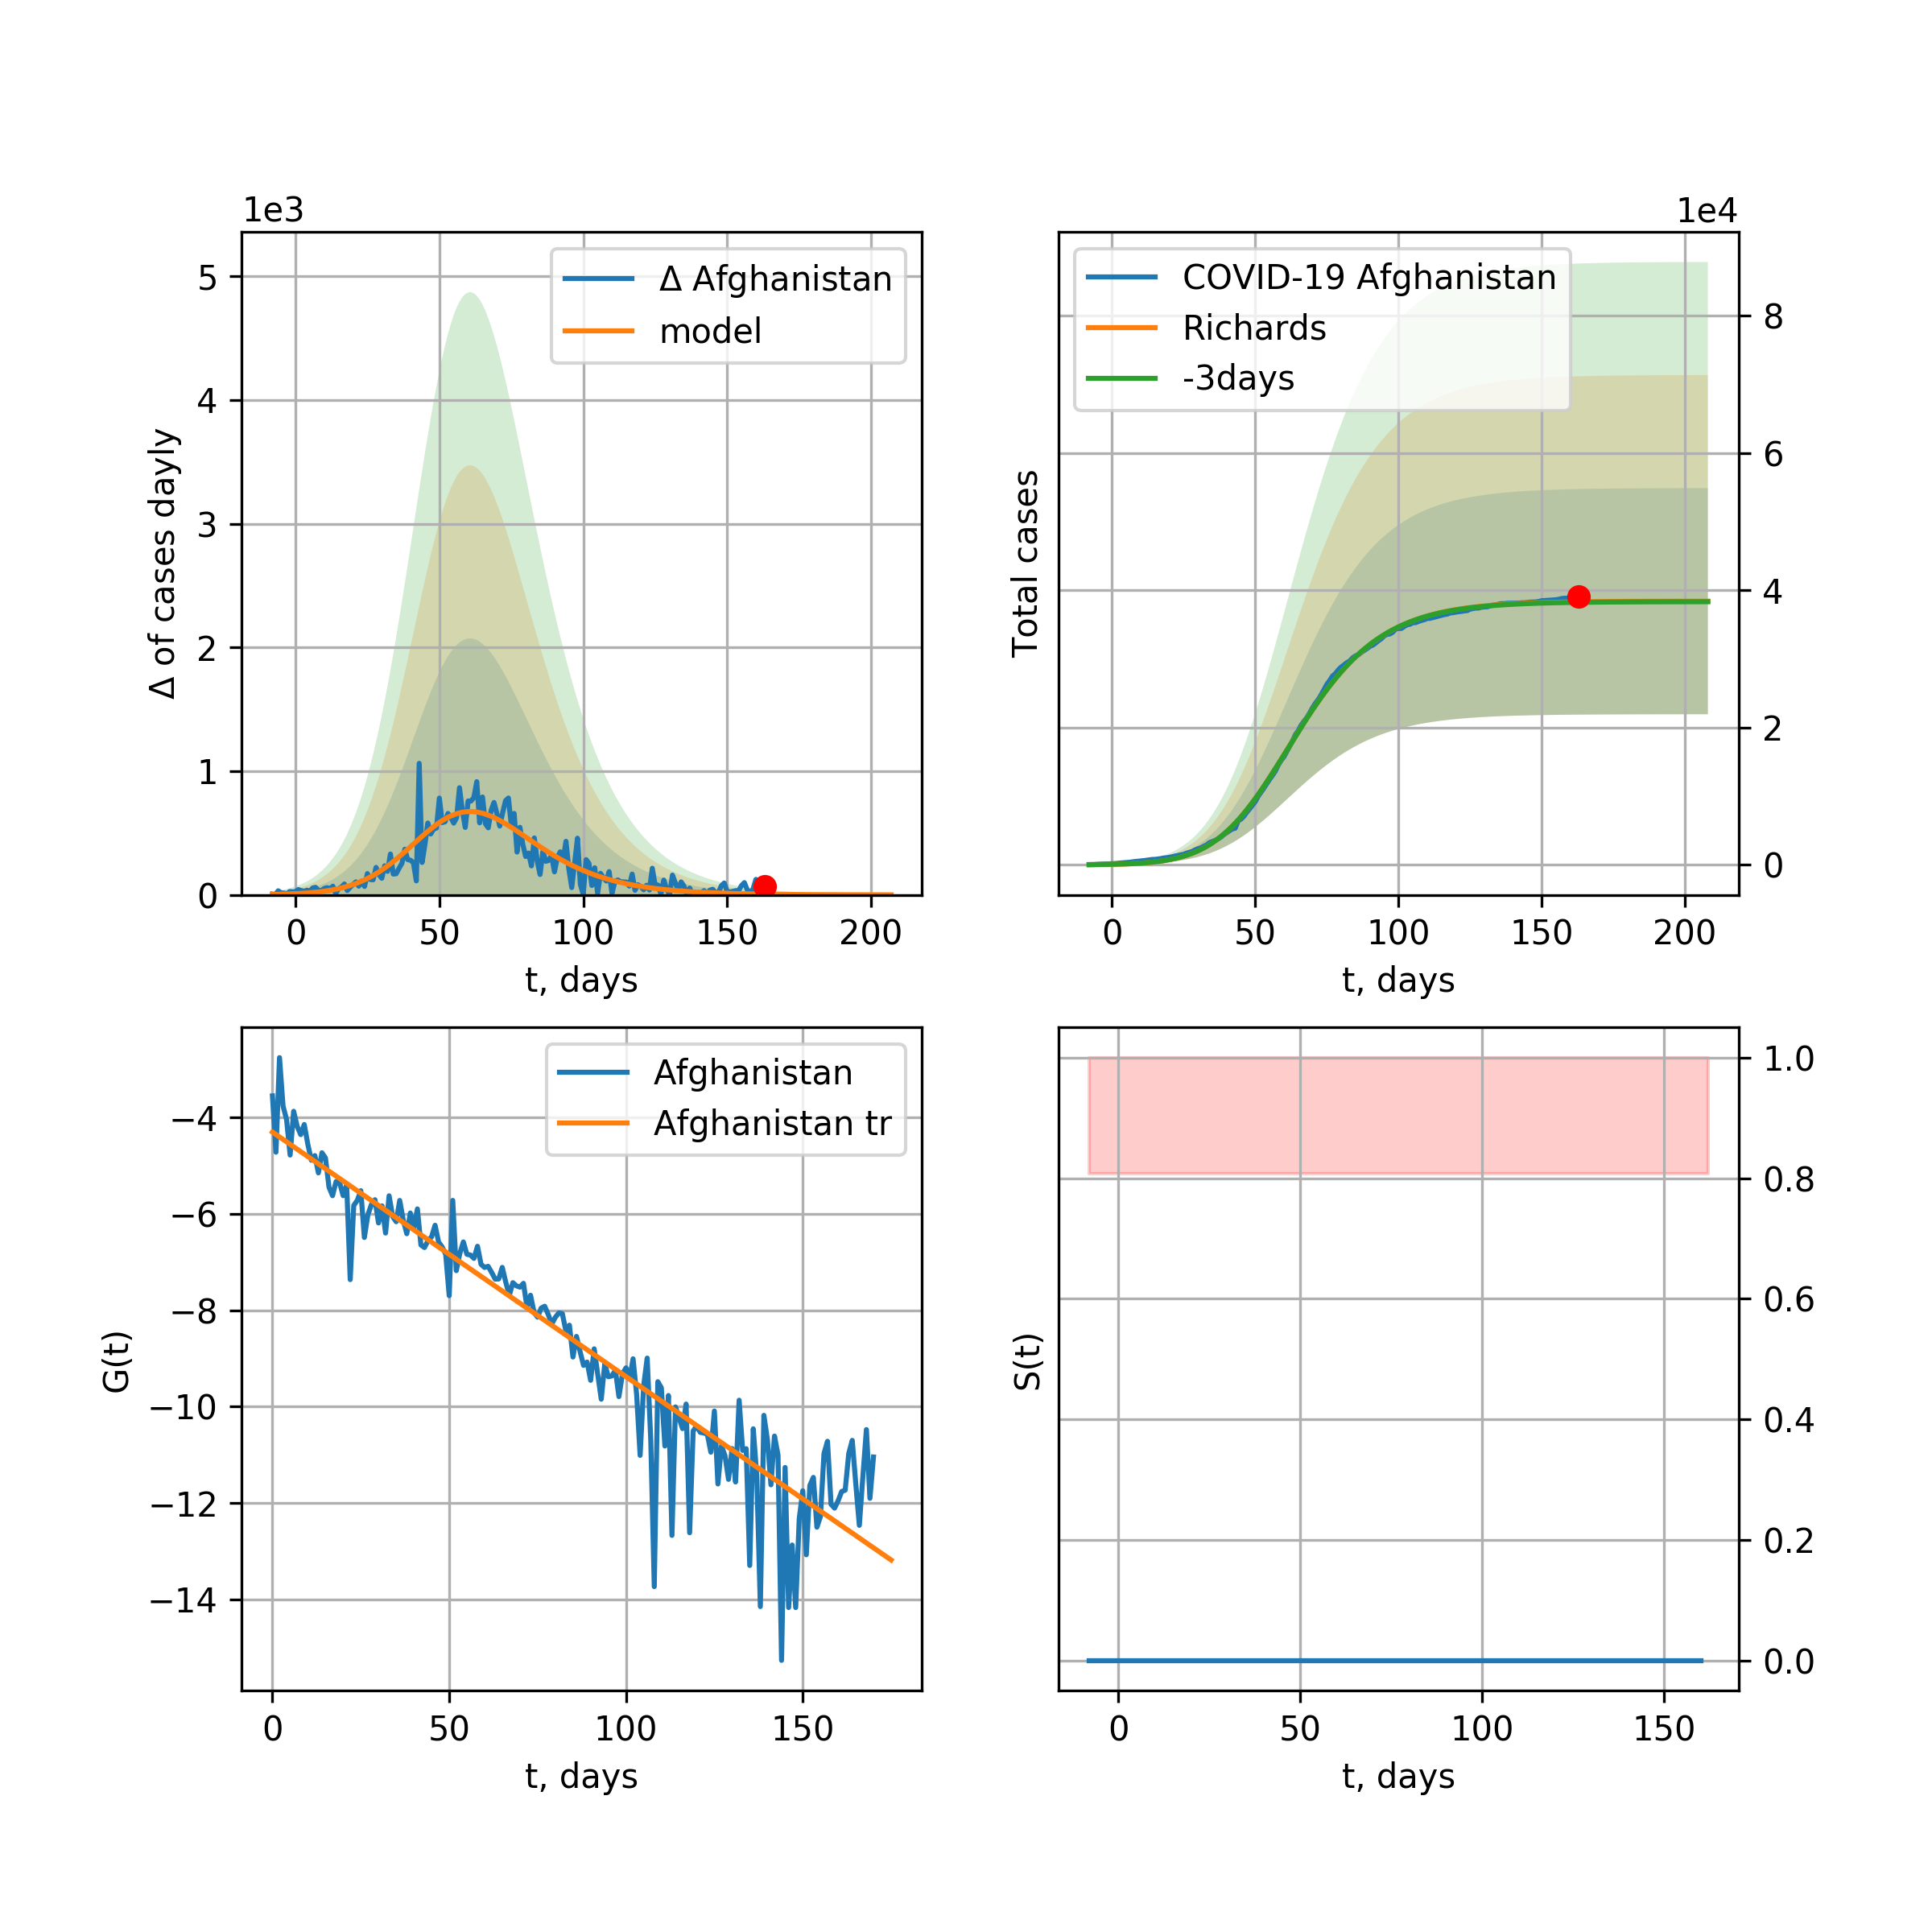 1e3
Δ Afghanistan
model
5
4
3
2
1
0
Δ of cases dayly
0 50 100 150 200
t, days
1e4
COVID-19 Afghanistan
Richards
-3days
8
6
4
2
0
Total cases
0 50 100 150 200
t, days
Afghanistan
Afghanistan tr
−4
−6
−8
−10
−12
−14
G(t)
0 50 100 150
t, days
1.0
0.8
0.6
0.4
0.2
0.0
S(t)
0 50 100 150
t, days